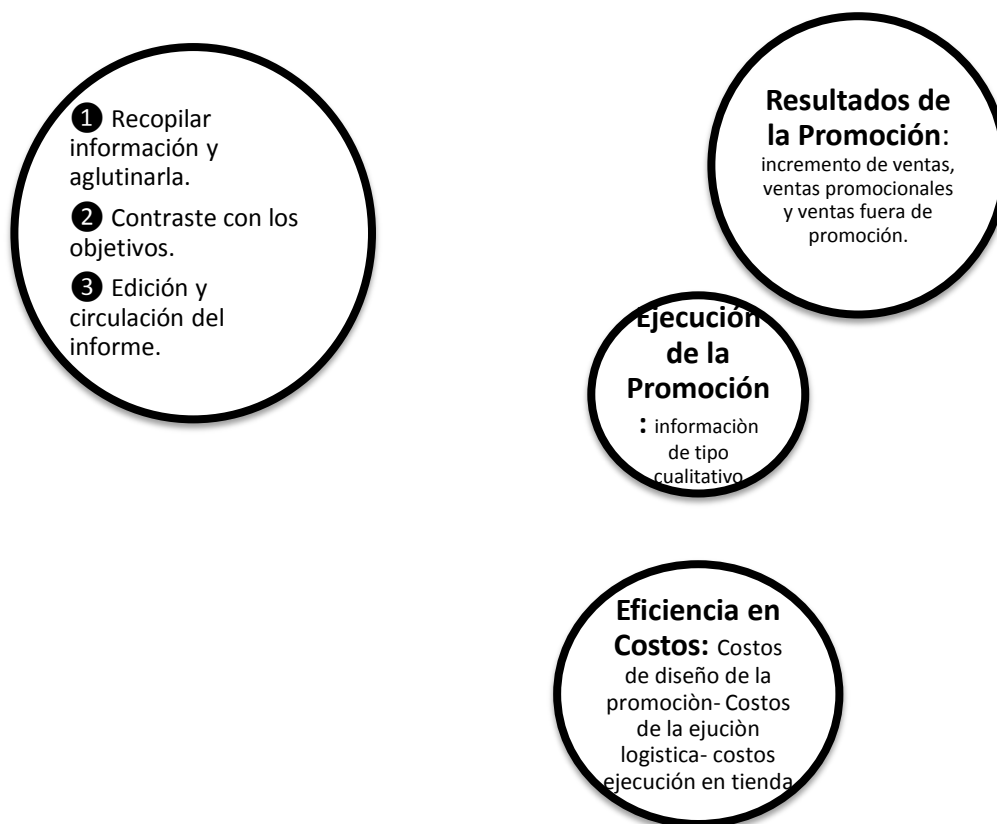 ❶ Recopilar
información y
aglutinarla.
❷ Contraste con los
objetivos.
❸ Edición y
circulación del
informe.
Resultados de
la Promoción:
incremento de ventas,
ventas promocionales
y ventas fuera de
promoción.
Ejecución
de la
Promoción
: informaciòn
de tipo
cualitativo
Eficiencia en
Costos: Costos
de diseño de la
promociòn- Costos
de la ejuciòn
logistica- costos
ejecución en tienda